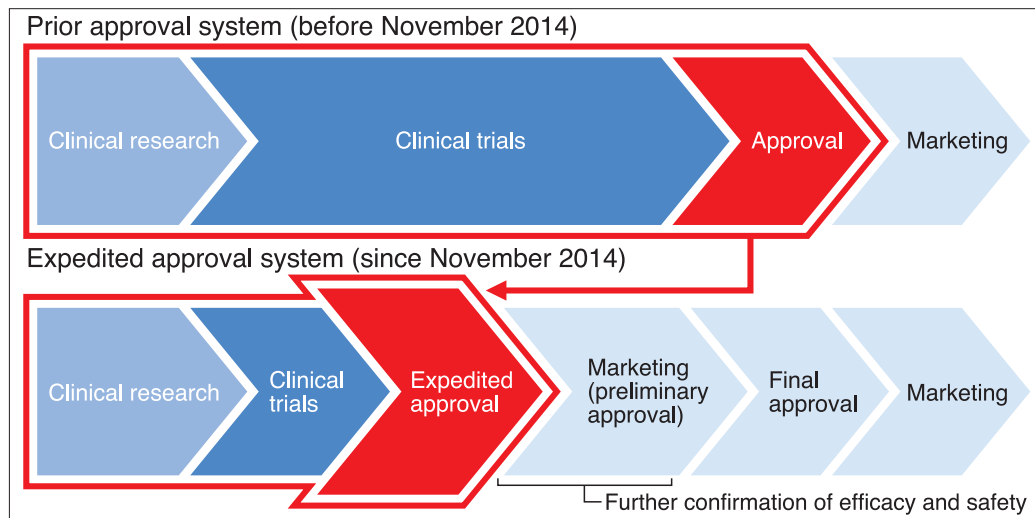 Prior approval system (before November 2014)
Clinical research
Clinical trials
Approval
Marketing
Expedited approval system (since November 2014)
Clinical research
Clinical
trials
Expedited
approval
Marketing
(preliminary
approval)
Final
approval
Marketing
Further confirmation of efficacy and safety